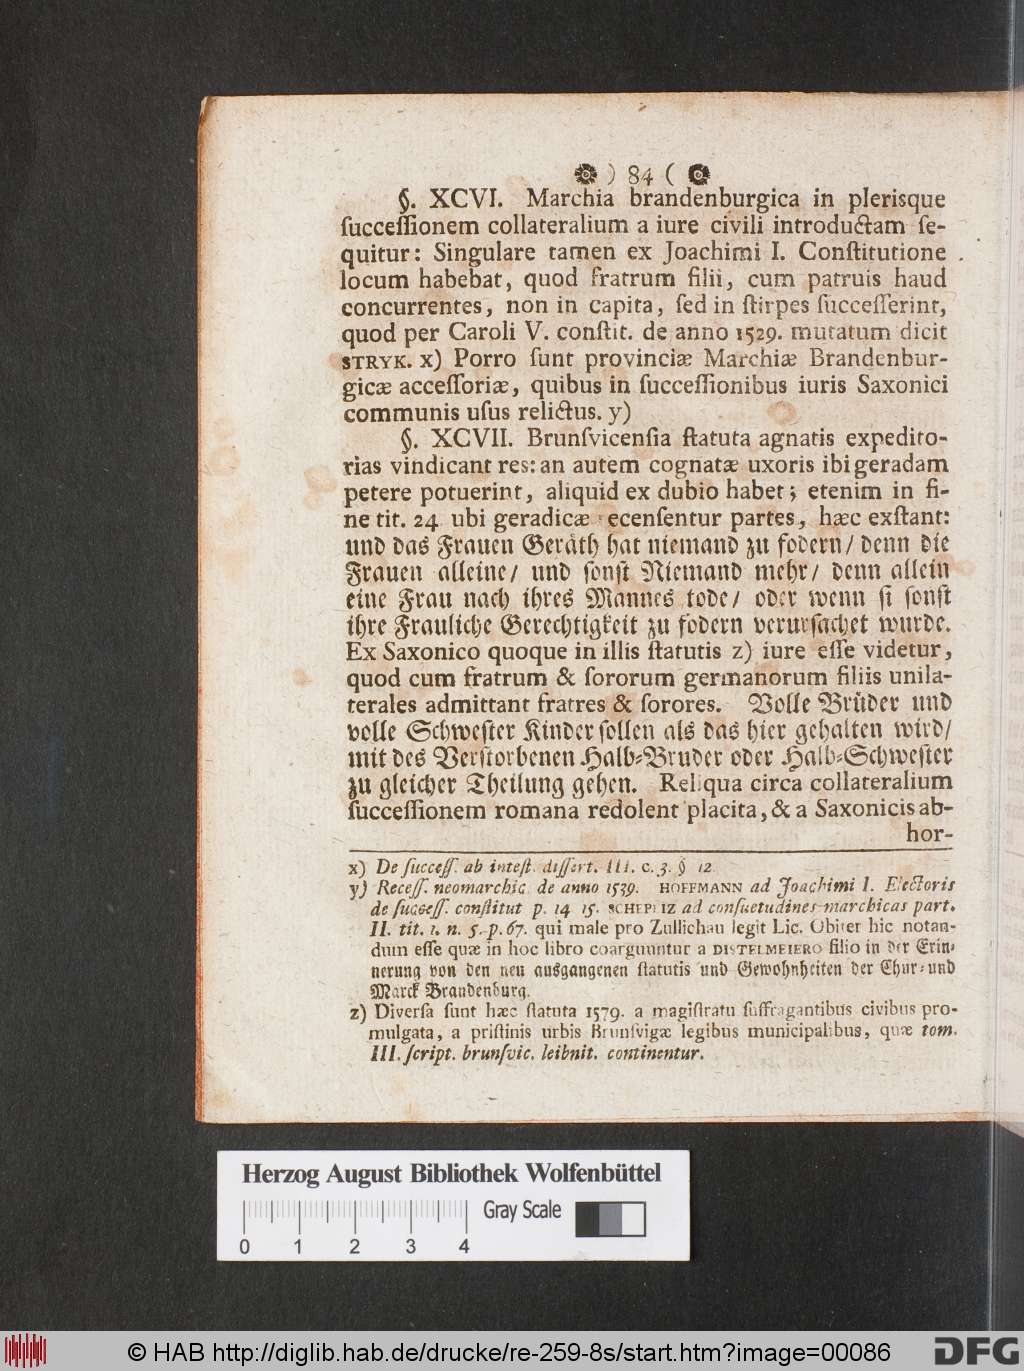 ) 84 (
§. XCVI. Marchia brandenburgica in plerisque
ſucceſſionem collateralium a iure civili introductam ſe-
quitur: Singulare tamen ex Joachimi I. Conſtitutione
locum habebat, quod fratrum filii, cum patruis haud
concurrentes, non in capita, ſed in ſtirpes ſucceſſerint,
quod per Caroli V. conſtit. de anno 1529. mutatum dicit
STRYK. x) Porro ſunt provinciæ Marchiæ Brandenbur-
gicæ acceſſoriæ, quibus in ſucceſſionibus iuris Saxonici
communis uſus relictus. y)
§. XCVII. Brunſvicenſia ſtatuta agnatis expedito-
rias vindicant res: an autem cognatæ uxoris ibi geradam
petere potuerint, aliquid ex dubio habet; etenim in fi-
ne tit. 24 ubi geradicæ ecenſentur partes, hæc exſtant:
und das Frauen Geräth hat niemand zu fodern/ denn die
Frauen alleine/ und ſonſt Niemand mehr/ denn allein
eine Frau nach ihres Mannes tode/ oder wenn ſi ſonſt
ihre Frauliche Gerechtigkeit zu fodern verurſachet wurde.
Ex Saxonico quoque in illis ſtatutis z) iure eſſe videtur,
quod cum fratrum & ſororum germanorum filiis unila-
terales admittant fratres & ſorores. Volle Brüder und
volle Schweſter Kinder ſollen als das hier gehalten wird/
mit des Verſtorbenen Halb-Bruder oder Halb-Schweſter
zu gleicher Theilung gehen. Reliqua circa collateralium
ſucceſſionem romana redolent placita, & a Saxonicis ab-
hor-
x) De ſucceſſ. ab inteſt. diſſert. III. c. 3. § 12
y) Receſſ. neomarchic de anno 1539. HOFFMANN ad Joachimi I. Electoris
de ſucceſſ. conſtitut p. 14 15. SCHEPLIZ ad conſuetudines marchicas part.
II. tit. 1. n. 5. p. 67. qui male pro Zullichau legit Lic. Obiter hic notan-
dum eſſe quæ in hoc libro coarguuntur a DISTELMEIERO filio in der Erin-
nerung von den neu ausgangenen ſtatutis und Gewohnheiten der Chur-und
Marck Brandenburg.
z) Diverſa ſunt hæc ſtatuta 1579. a magiſtratu ſuffragantibus civibus pro-
mulgata, a priſtinis urbis Brunſvigæ legibus municipalibus, quæ tom.
III. ſcript. brunſvic. leibnit. continentur.
Herzog August Bibliothek Wolfenbüttel
Gray Scale
0 1 2 3 4
© HAB http://diglib.hab.de/drucke/re-259-8s/start.htm?image=00086
DFG